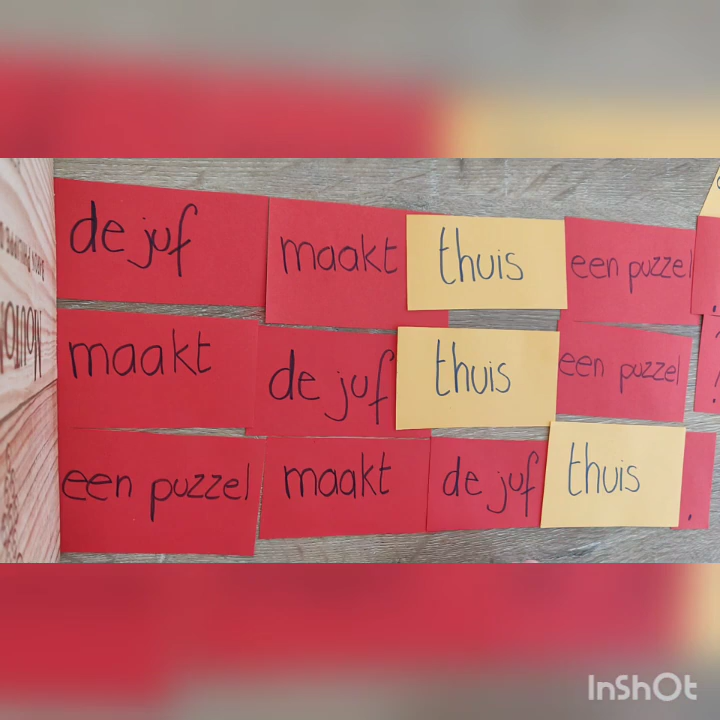 de juf maakt thuis een puzzel .
maakt de juf thuis een puzzel ?
een puzzel maakt de juf thuis .
InShOt